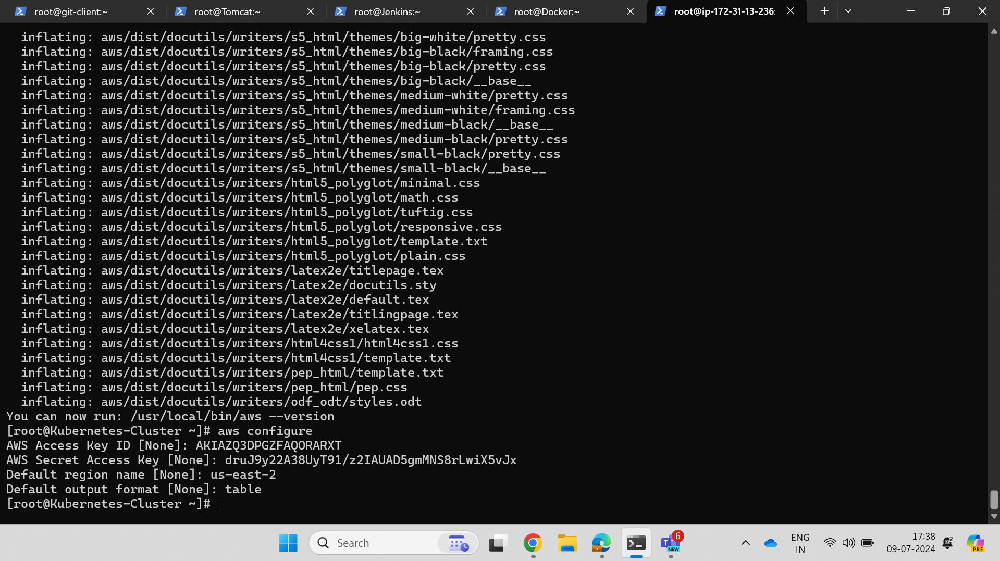 root@git-client:~
root@Tomcat:~
root@Jenkins:~
root@Docker:~
root@ip-172-31-13-236:
inflating: aws/dist/docutils/writers/s5_html/themes/big-white/pretty.css
inflating: aws/dist/docutils/writers/s5_html/themes/big-black/framing.css
inflating: aws/dist/docutils/writers/s5_html/themes/big-black/pretty.css
inflating: aws/dist/docutils/writers/s5_html/themes/big-black/__base__
inflating: aws/dist/docutils/writers/s5_html/themes/medium-white/pretty.css
inflating: aws/dist/docutils/writers/s5_html/themes/medium-white/framing.css
inflating: aws/dist/docutils/writers/s5_html/themes/medium-black/__base__
inflating: aws/dist/docutils/writers/s5_html/themes/medium-black/pretty.css
inflating: aws/dist/docutils/writers/s5_html/themes/small-black/pretty.css
inflating: aws/dist/docutils/writers/s5_html/themes/small-black/__base__
inflating: aws/dist/docutils/writers/html5_polyglot/minimal.css
inflating: aws/dist/docutils/writers/html5_polyglot/math.css
inflating: aws/dist/docutils/writers/html5_polyglot/tuftig.css
inflating: aws/dist/docutils/writers/html5_polyglot/responsive.css
inflating: aws/dist/docutils/writers/html5_polyglot/template.txt
inflating: aws/dist/docutils/writers/html5_polyglot/plain.css
inflating: aws/dist/docutils/writers/latex2e/titlepage.tex
inflating: aws/dist/docutils/writers/latex2e/docutils.sty
inflating: aws/dist/docutils/writers/latex2e/default.tex
inflating: aws/dist/docutils/writers/latex2e/titlingpage.tex
inflating: aws/dist/docutils/writers/latex2e/xelatex.tex
inflating: aws/dist/docutils/writers/html4css1/html4css1.css
inflating: aws/dist/docutils/writers/html4css1/template.txt
inflating: aws/dist/docutils/writers/pep_html/template.txt
inflating: aws/dist/docutils/writers/pep_html/pep.css
inflating: aws/dist/docutils/writers/odf_odt/styles.odt
You can now run: /usr/local/bin/aws --version
[root@Kubernetes-Cluster ~]# aws configure
AWS Access Key ID [None]: AKIAZQ3DPGZFAQORARXT
AWS Secret Access Key [None]: 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
Default region name [None]: us-east-2
Default output format [None]: table
[root@Kubernetes-Cluster ~]#
Search
6
T
NEW
ENG
IN
17:38
09-07-2024
PRE